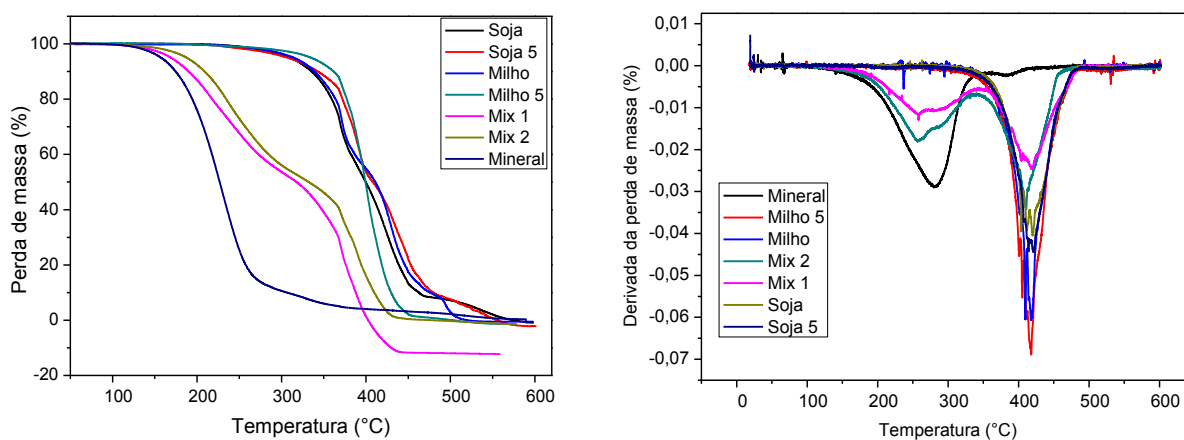 Perda de massa (%)
100
80
60
40
20
0
-20
100
200
300
400
500
600
Temperatura (°C)
Soja
Soja 5
Milho
Milho 5
Mix 1
Mix 2
Mineral
Derivada da perda de massa (%)
0,01
0,00
-0,01
-0,02
-0,03
-0,04
-0,05
-0,06
-0,07
0
100
200
300
400
500
600
Temperatura (°C)
Mineral
Milho 5
Milho
Mix 2
Mix 1
Soja
Soja 5